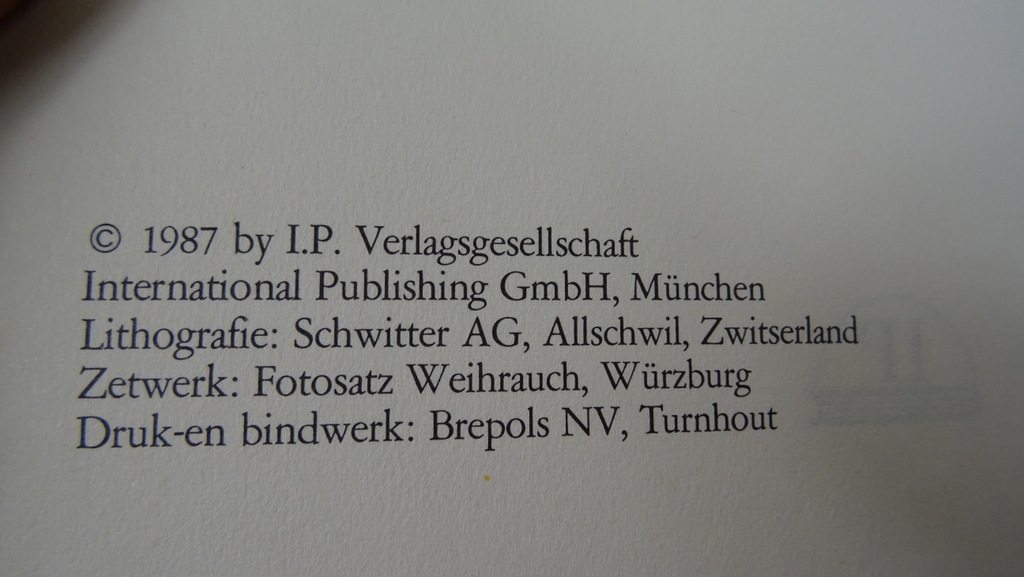 © 1987 by I.P. Verlagsgesellschaft
International Publishing GmbH, München
Lithografie: Schwitter AG, Allschwil, Zwitserland
Zetwerk: Fotosatz Weihrauch, Würzburg
Druk-en bindwerk: Brepols NV, Turnhout